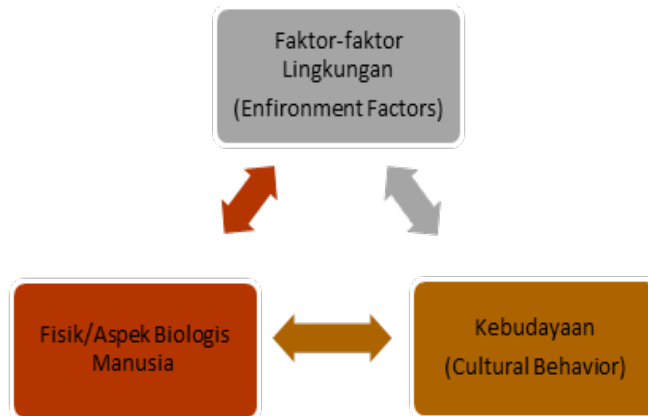 Faktor-faktor
Lingkungan
(Enfironment Factors)
Fisik/Aspek Biologis
Manusia
Kebudayaan
(Cultural Behavior)